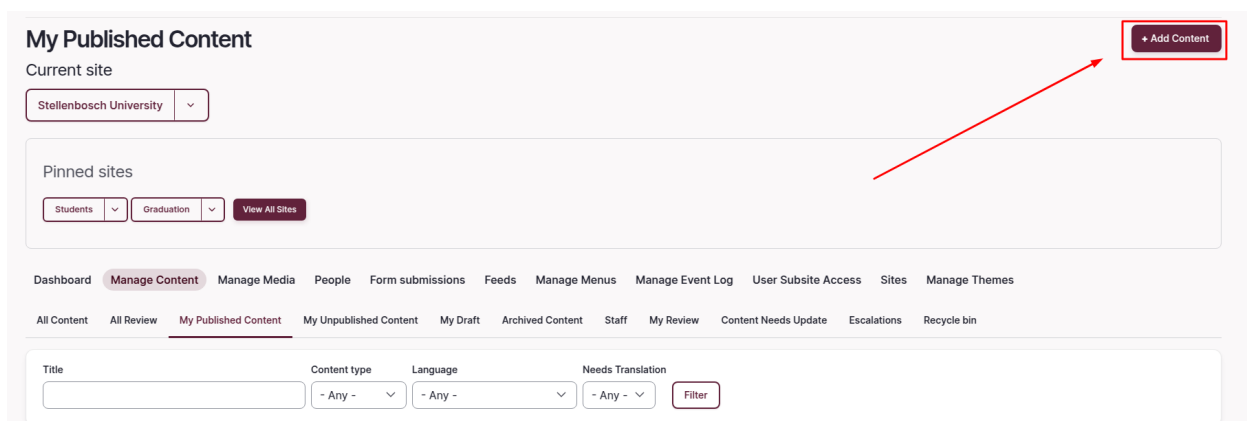 My Published Content
+ Add Content
Current site
Stellenbosch University
Pinned sites
Students Graduation View All Sites
Dashboard Manage Content Manage Media People Form submissions Feeds Manage Menus Manage Event Log User Subsite Access Sites Manage Themes
All Content All Review My Published Content My Unpublished Content My Draft Archived Content Staff My Review Content Needs Update Escalations Recycle bin
Title Content type Language Needs Translation
- Any - - Any - - Any - Filter